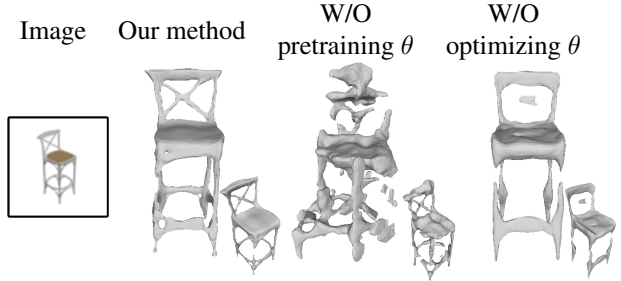 Image
Our method
W/O
pretraining θ
W/O
optimizing θ